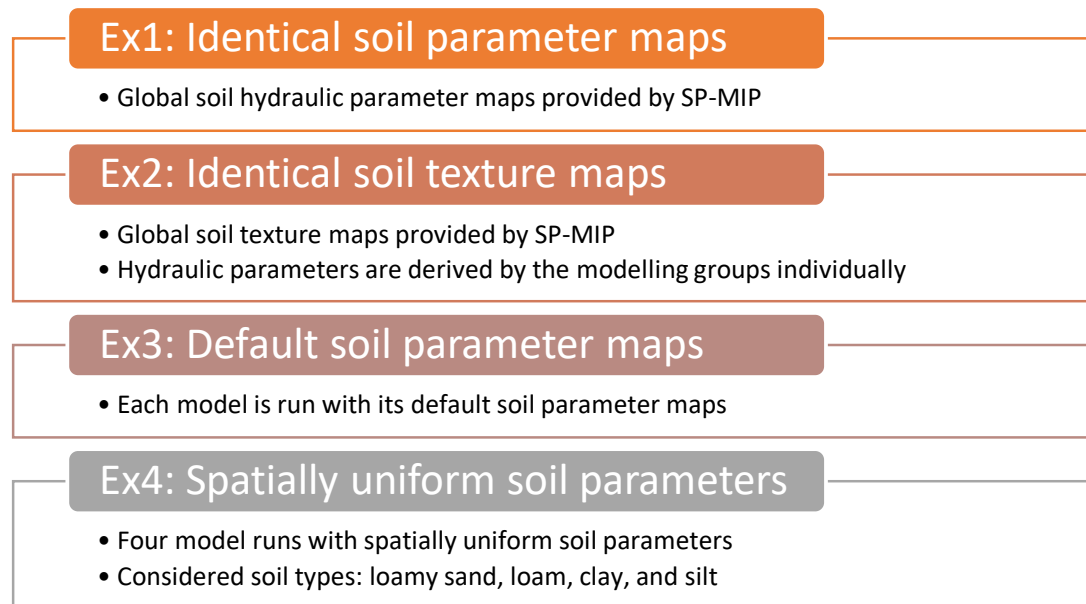 Ex1: Identical soil parameter maps
• Global soil hydraulic parameter maps provided by SP-MIP
Ex2: Identical soil texture maps
• Global soil texture maps provided by SP-MIP
• Hydraulic parameters are derived by the modelling groups individually
Ex3: Default soil parameter maps
• Each model is run with its default soil parameter maps
Ex4: Spatially uniform soil parameters
• Four model runs with spatially uniform soil parameters
• Considered soil types: loamy sand, loam, clay, and silt